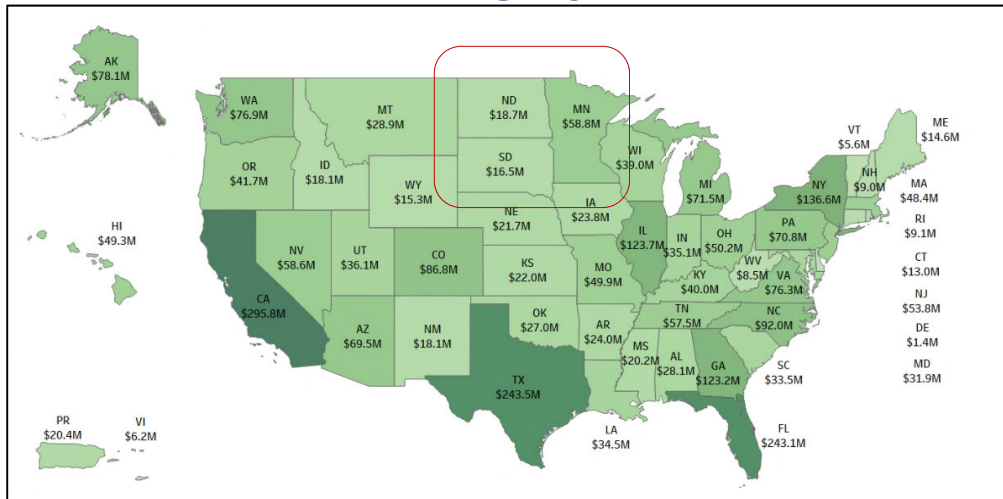 AK
$78.1M
WA
$76.9M
MT
$28.9M
ND
$18.7M
MN
$58.8M
OR
$41.7M
ID
$18.1M
WY
$15.3M
SD
$16.5M
WI
$39.0M
MI
$71.5M
VT
$5.6M
ME
$14.6M
NH
$9.0M
NY
$136.6M
MA
$48.4M
RI
$9.1M
CT
$13.0M
NJ
$53.8M
DE
$1.4M
MD
$31.9M
HI
$49.3M
NV
$58.6M
UT
$36.1M
CO
$86.8M
NE
$21.7M
IA
$23.8M
IL
$123.7M
IN
$35.1M
OH
$50.2M
PA
$70.8M
WV
$8.5M
VA
$76.3M
CA
$295.8M
KS
$22.0M
MO
$49.9M
KY
$40.0M
TN
$57.5M
NC
$92.0M
AZ
$69.5M
NM
$18.1M
OK
$27.0M
AR
$24.0M
MS
$20.2M
AL
$28.1M
GA
$123.2M
SC
$33.5M
TX
$243.5M
LA
$34.5M
FL
$243.1M
PR
$20.4M
VI
$6.2M